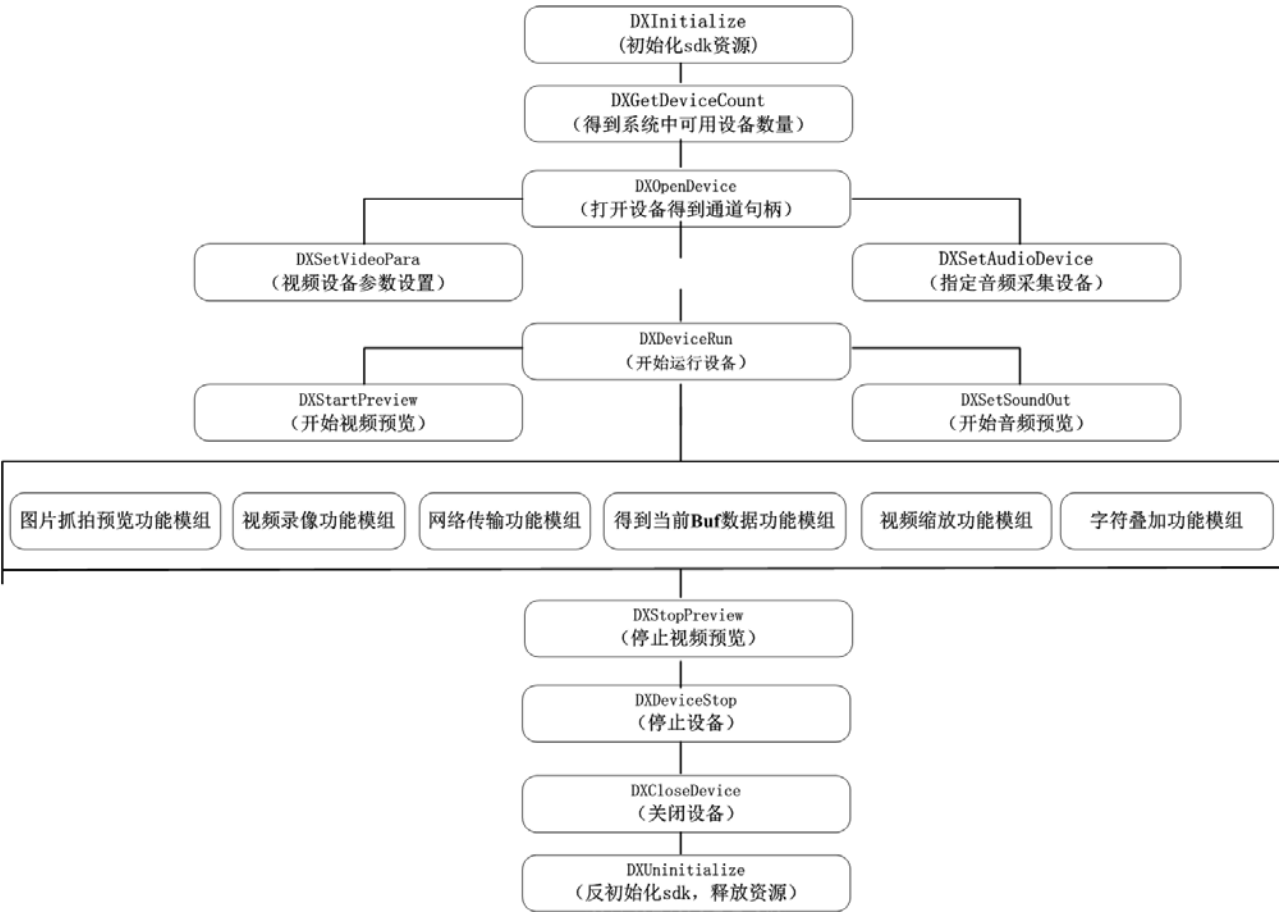 DXInitialize
(初始化sdk资源)
DXGetDeviceCount
（得到系统中可用设备数量）
DXOpenDevice
（打开设备得到通道句柄）
DXSetVideoPara
（视频设备参数设置）
DXSetAudioDevice
（指定音频采集设备）
DXDeviceRun
（开始运行设备）
DXStartPreview
（开始视频预览）
DXSetSoundOut
（开始音频预览）
图片抓拍预览功能模组
视频录像功能模组
网络传输功能模组
得到当前Buf数据功能模组
视频缩放功能模组
字符叠加功能模组
DXStopPreview
（停止视频预览）
DXDeviceStop
（停止设备）
DXCloseDevice
（关闭设备）
DXUninitialize
（反初始化sdk，释放资源）